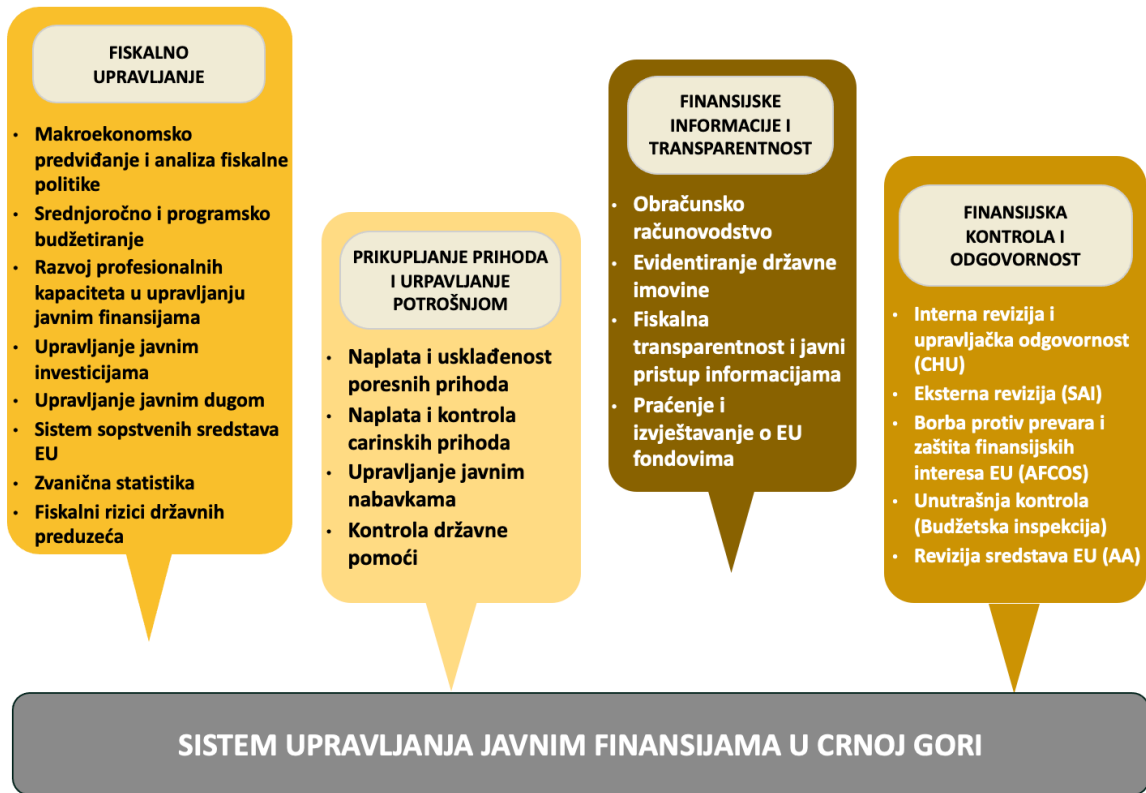 FISKALNO
UPRAVLJANJE
• Makroekonomsko
predviđanje i analiza fiskalne
politike
• Srednjoročno i programsko
budžetiranje
• Razvoj profesionalnih
kapaciteta u upravljanju
javnim finansijama
• Upravljanje javnim
investicijama
• Upravljanje javnim dugom
• Sistem sopstvenih sredstava
EU
• Zvanična statistika
• Fiskalni rizici državnih
preduzeća
PRIKUPLJANJE PRIHODA
I URPAVLJANJE
POTROŠNJOM
• Naplata i usklađenost
poresnih prihoda
• Naplata i kontrola
carinskih prihoda
• Upravljanje javnim
nabavkama
• Kontrola državne
pomoći
FINANSIJSKE
INFORMACIJE I
TRANSPARENTNOST
• Obračunsko
računovodstvo
• Evidentiranje državne
imovine
• Fiskalna
transparentnost i javni
pristup informacijama
• Praćenje i
izvještavanje o EU
fondovima
FINANSIJSKA
KONTROLA I
ODGOVORNOST
• Interna revizija i
upravljačka odgovornost
(CHU)
• Eksterna revizija (SAI)
• Borba protiv prevara i
zaštita finansijskih
interesa EU (AFCOS)
• Unutrašnja kontrola
(Budžetska inspekcija)
• Revizija sredstava EU (AA)
SISTEM UPRAVLJANJA JAVNIM FINANSIJAMA U CRNOJ GORI